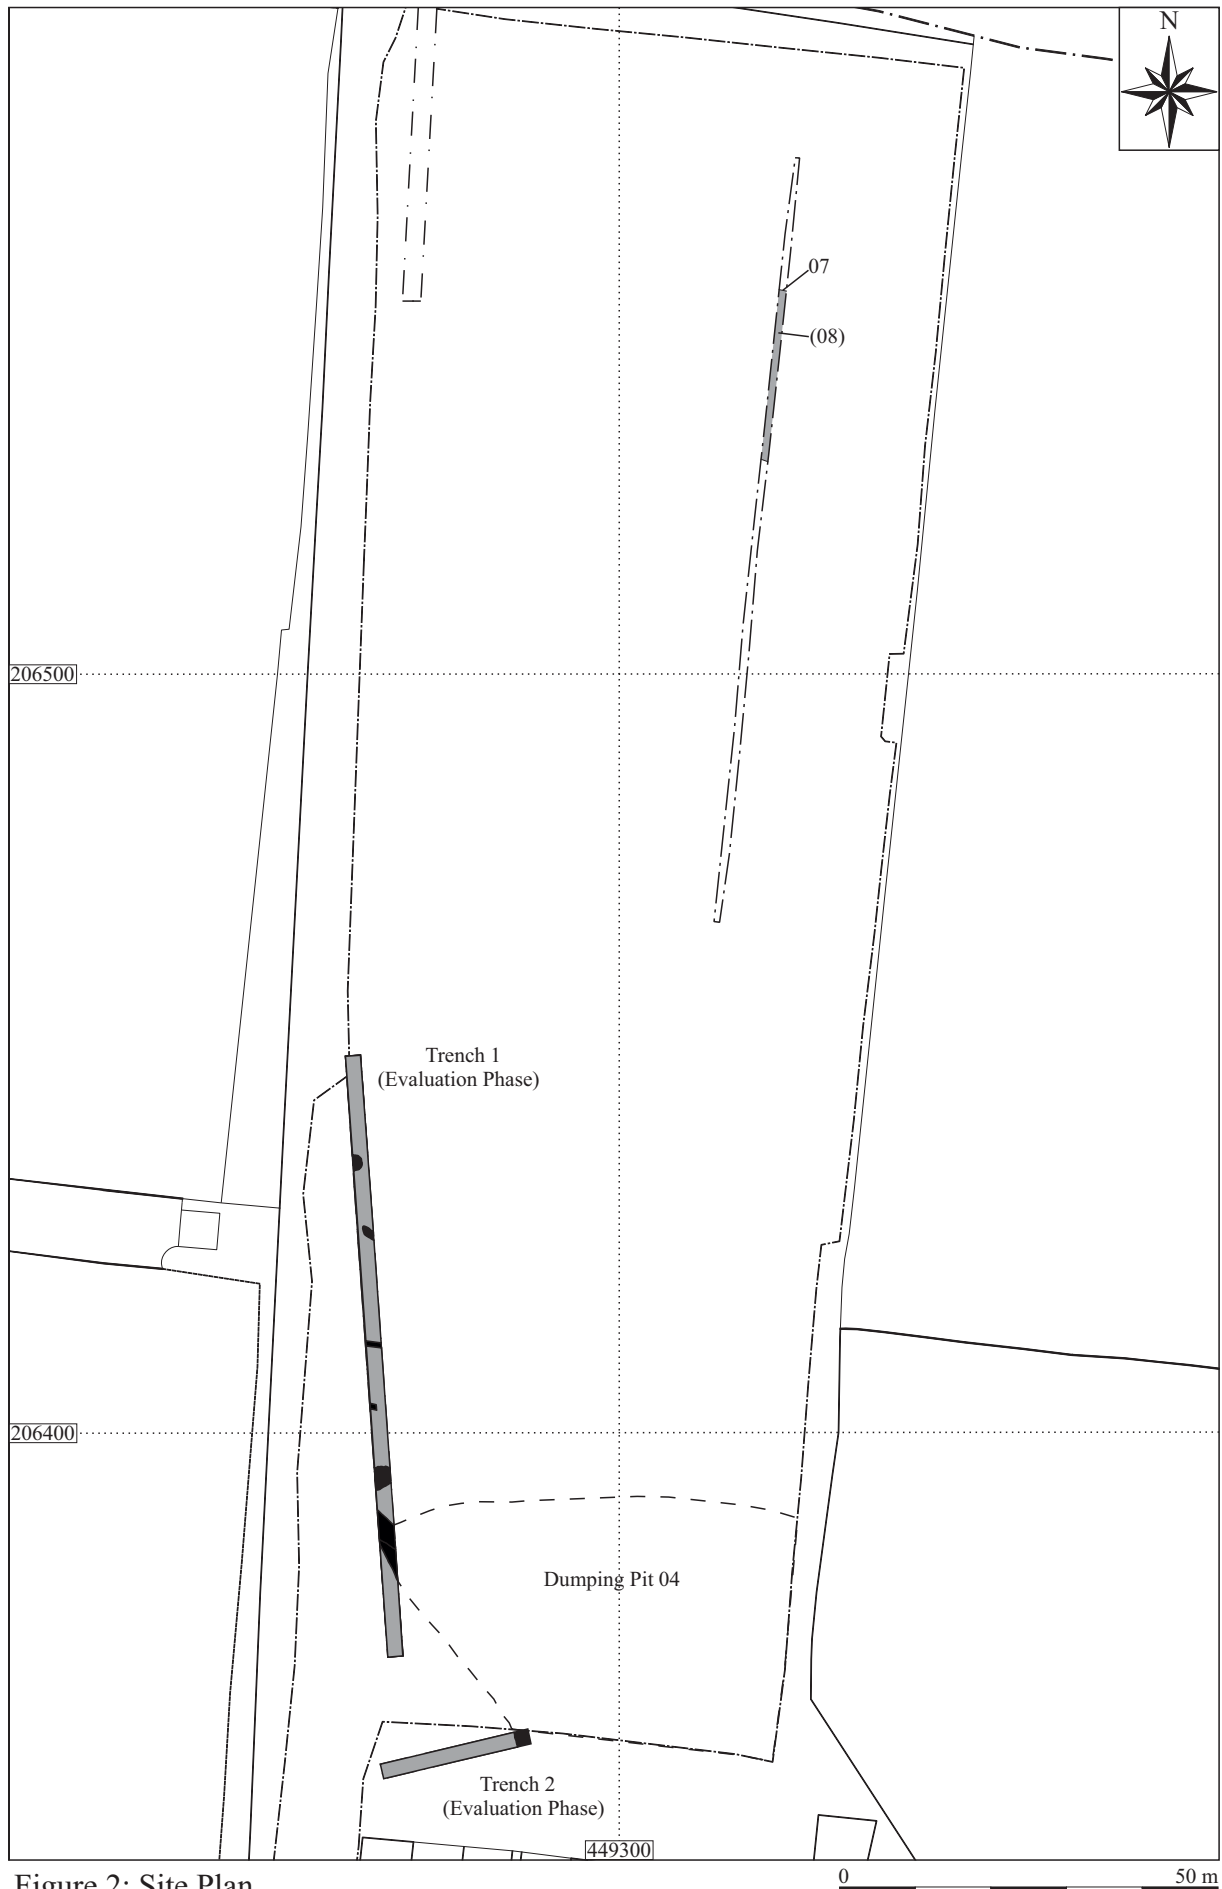 N
07
(08)
206500
Trench 1
(Evaluation Phase)
206400
Dumping Pit 04
Trench 2
(Evaluation Phase)
449300
Figure 2: Site Plan
0
50 m